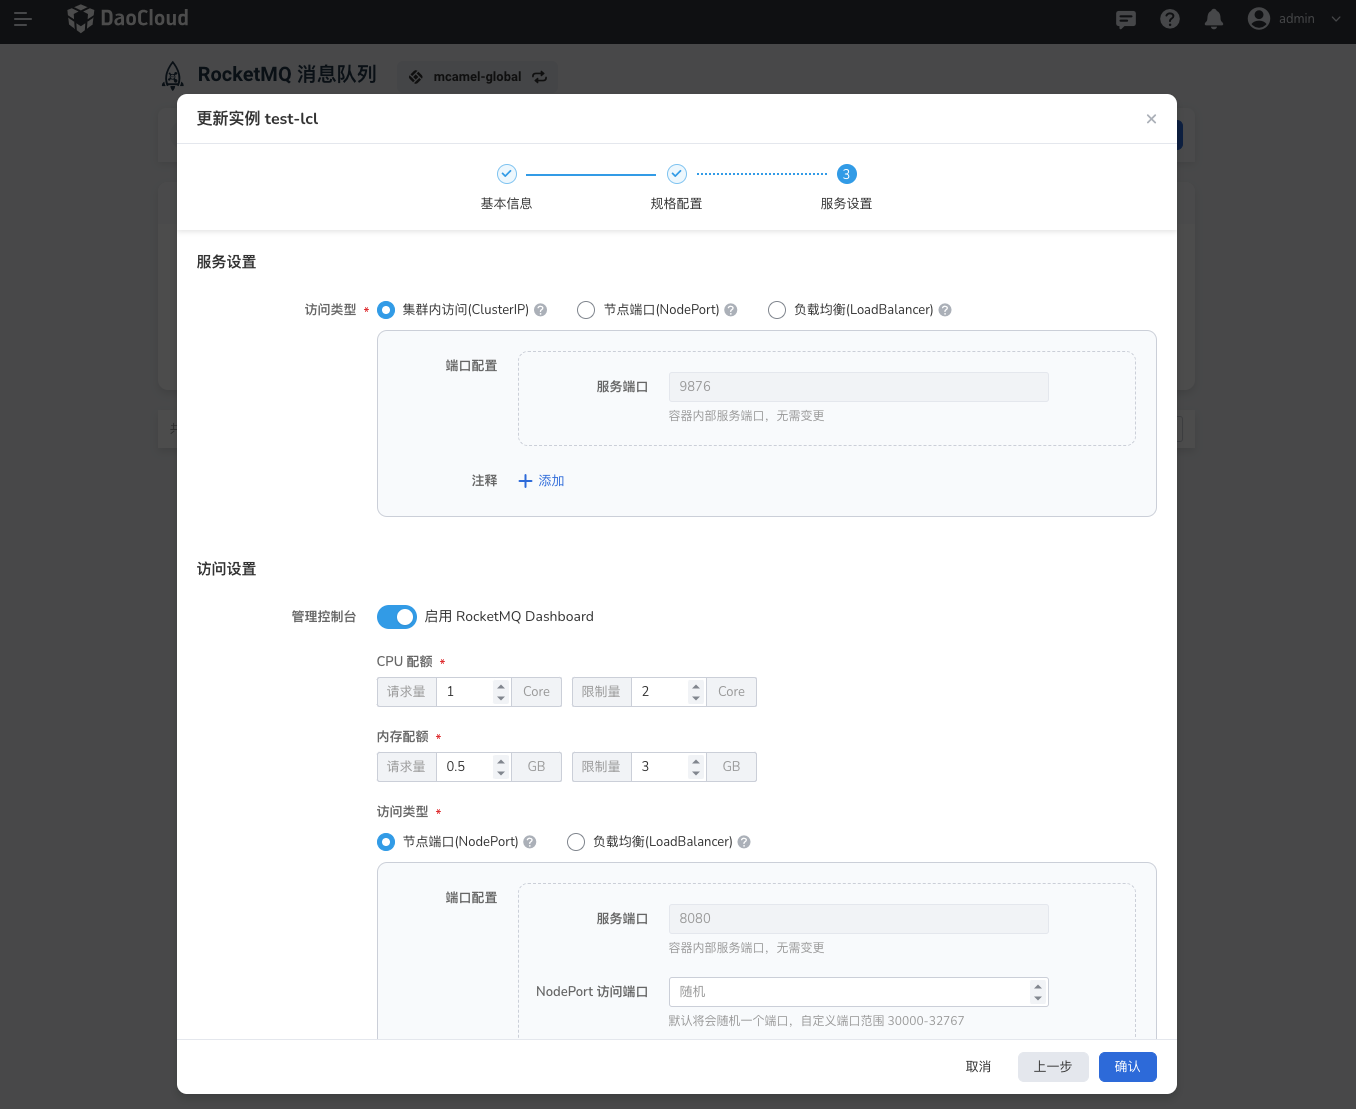 DaoCloud
admin
RocketMQ 消息队列
mcamel-global
更新实例 test-lcl
3
基本信息
规格配置
服务设置
服务设置
访问类型 *
集群内访问(ClusterIP)
节点端口(NodePort)
负载均衡(LoadBalancer)
端口配置
服务端口
9876
容器内部服务端口，无需变更
注释
添加
访问设置
管理控制台
启用 RocketMQ Dashboard
CPU 配额 *
请求量 1 Core
限制量 2 Core
内存配额 *
请求量 0.5 GB
限制量 3 GB
访问类型 *
节点端口(NodePort)
负载均衡(LoadBalancer)
端口配置
服务端口
8080
容器内部服务端口，无需变更
NodePort 访问端口
随机
默认将会随机一个端口，自定义端口范围 30000-32767
取消
上一步
确认